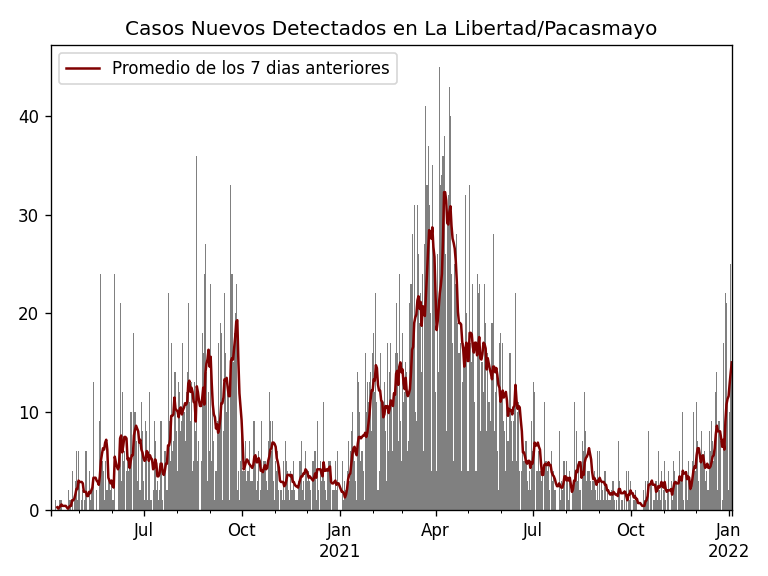 Casos Nuevos Detectados en La Libertad/Pacasmayo
Promedio de los 7 dias anteriores
40
30
20
10
0
Jul Oct Jan Apr Jul Oct Jan
2021 2022